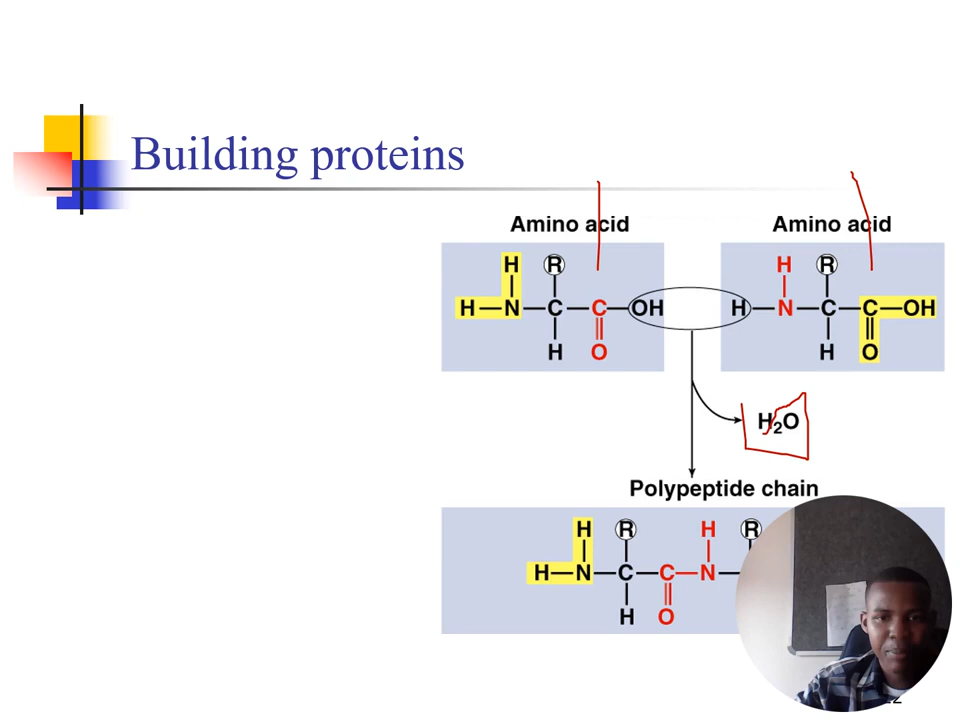 Building proteins
Amino acid Amino acid
H R H R
H—N—C—C—OH H—N—C—C—OH
H O H O
H₂O
Polypeptide chain
H R H R
H—N—C—C—N—
H O